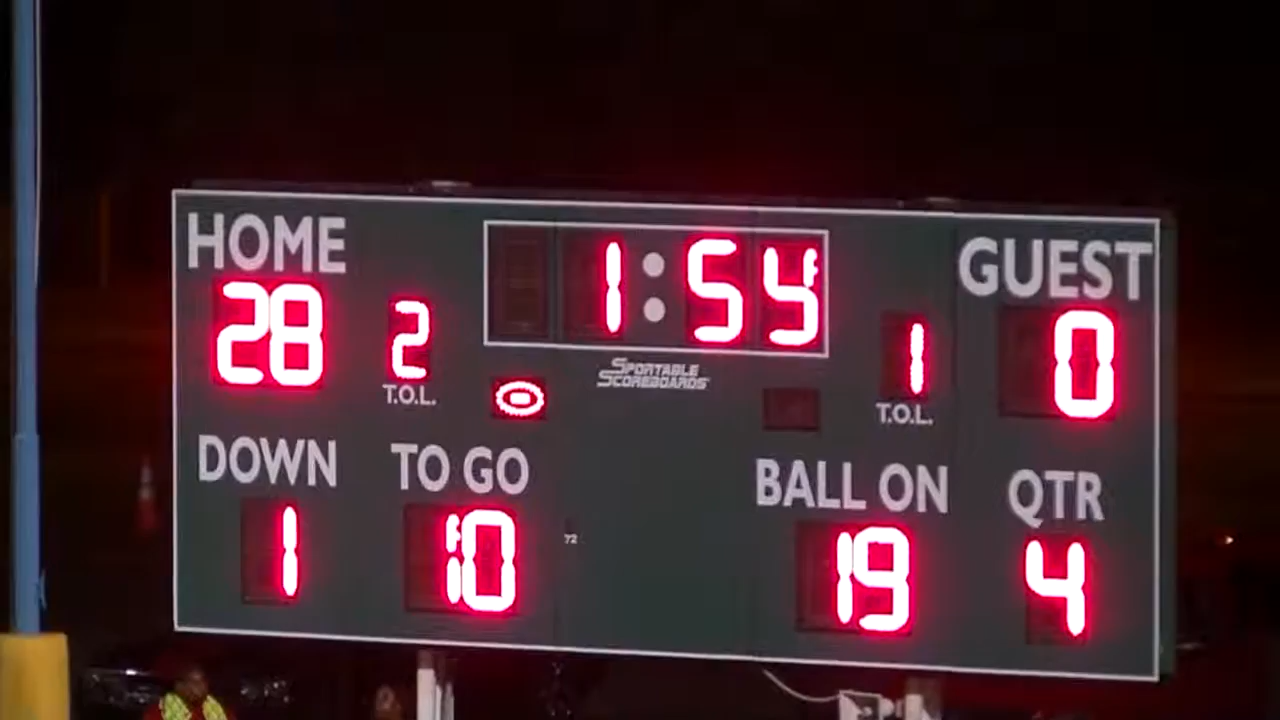 HOME 1:54 GUEST
28 2 1 0
T.O.L. SPORTABLE SCOREBOARDS T.O.L.
DOWN TO GO BALL ON QTR
1 10 72 19 4